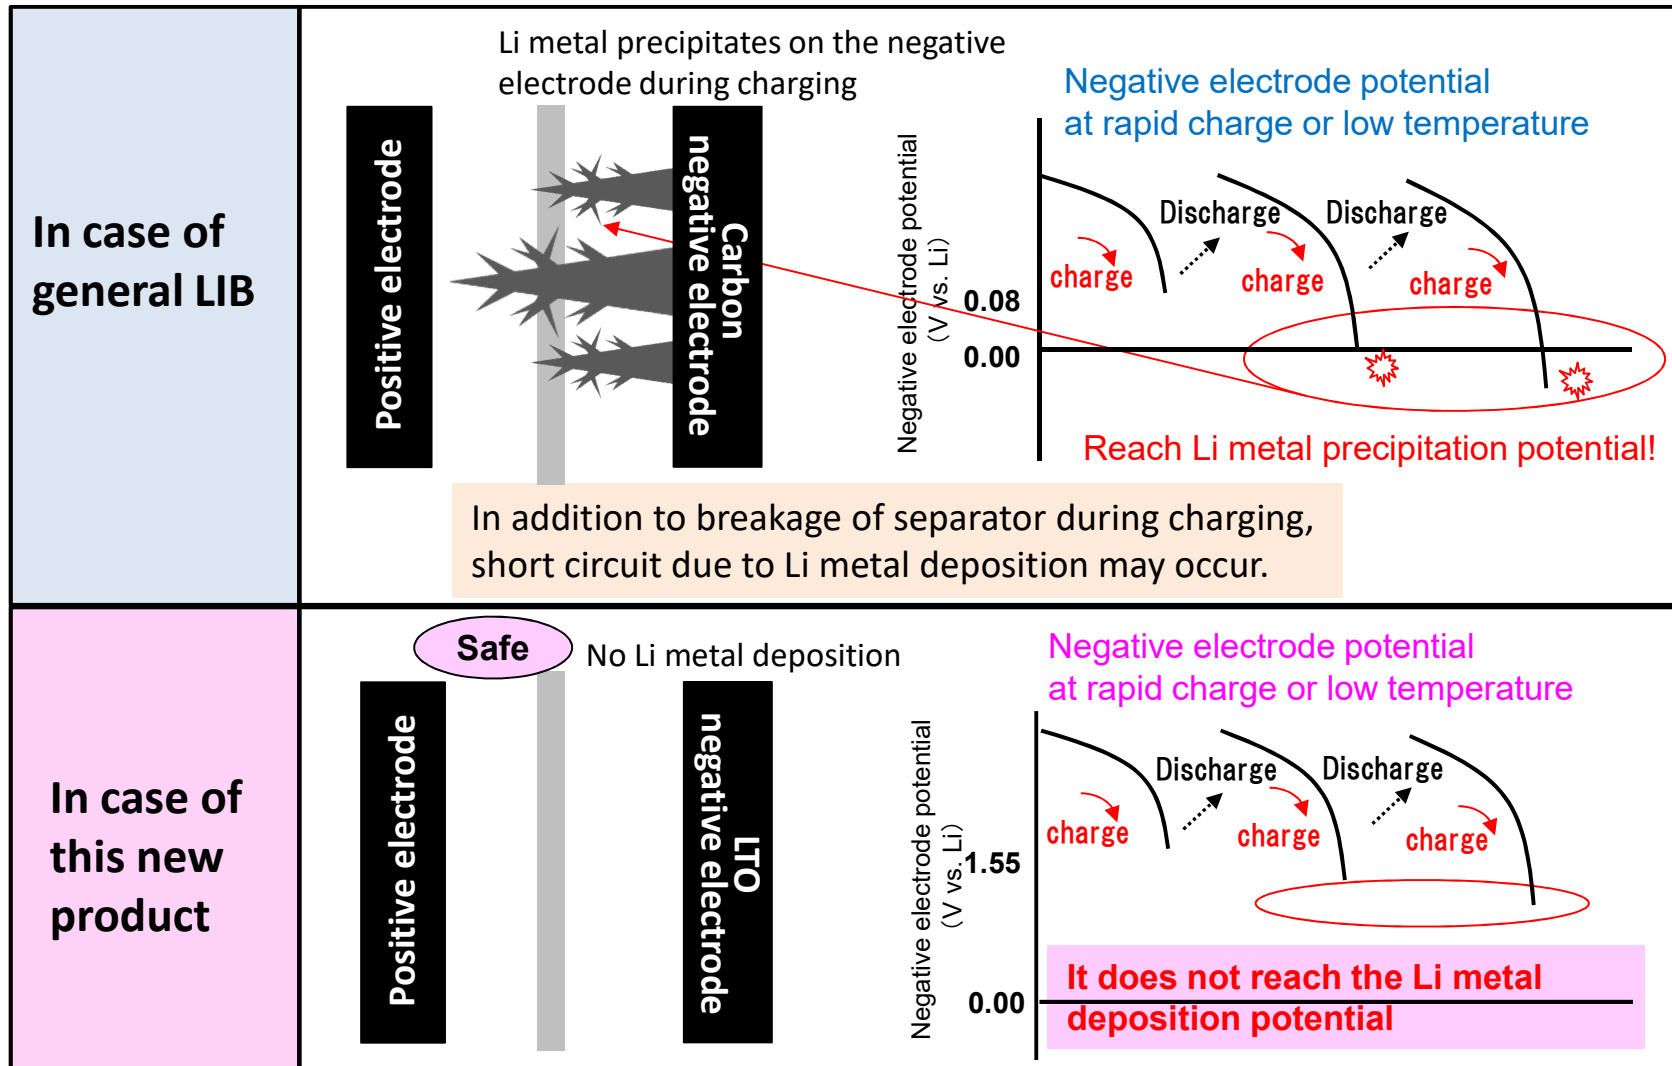 In case of
general LIB
Li metal precipitates on the negative
electrode during charging
Positive electrode
Carbon
negative electrode
Negative electrode potential
at rapid charge or low temperature
Negative electrode potential
(V vs. Li)
0.08
0.00
Discharge
Discharge
charge
charge
charge
Reach Li metal precipitation potential!
In addition to breakage of separator during charging,
short circuit due to Li metal deposition may occur.
In case of
this new
product
Safe
No Li metal deposition
Positive electrode
LTO
negative electrode
Negative electrode potential
at rapid charge or low temperature
Negative electrode potential
(V vs. Li)
1.55
0.00
Discharge
Discharge
charge
charge
charge
It does not reach the Li metal
deposition potential